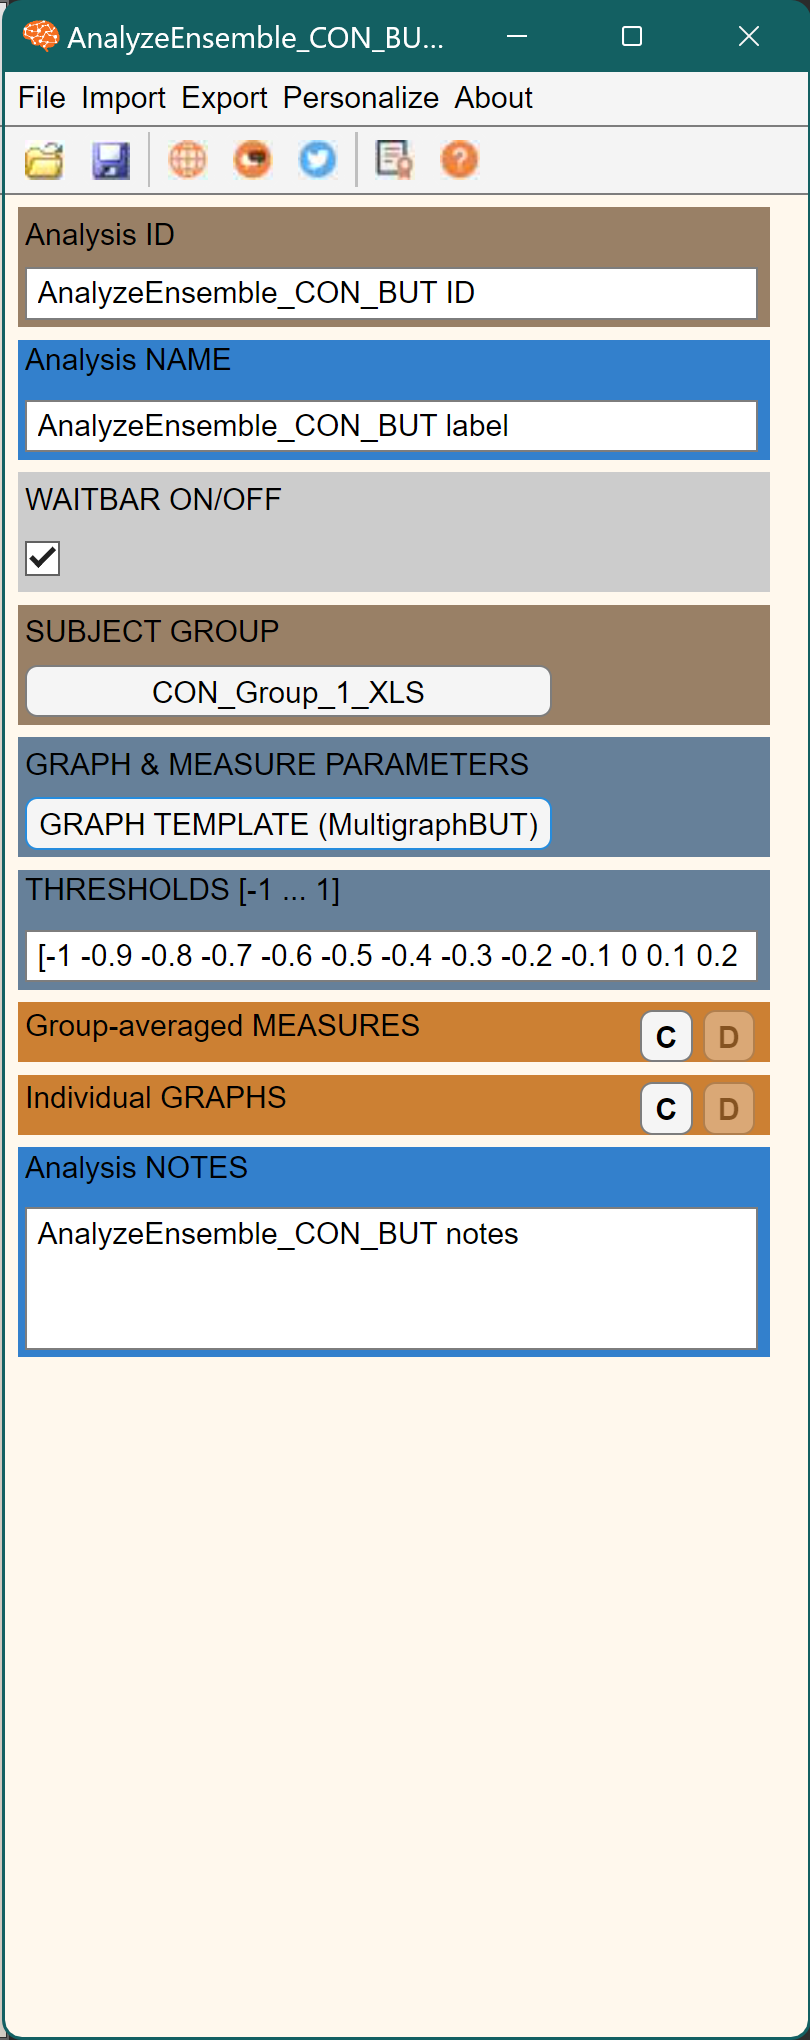 AnalyzeEnsemble_CON_BU...
File Import Export Personalize About
Analysis ID
AnalyzeEnsemble_CON_BUT ID
Analysis NAME
AnalyzeEnsemble_CON_BUT label
WAITBAR ON/OFF
SUBJECT GROUP
CON_Group_1_XLS
GRAPH & MEASURE PARAMETERS
GRAPH TEMPLATE (MultigraphBUT)
THRESHOLDS [-1 ... 1]
[-1 -0.9 -0.8 -0.7 -0.6 -0.5 -0.4 -0.3 -0.2 -0.1 0 0.1 0.2
Group-averaged MEASURES C D
Individual GRAPHS C D
Analysis NOTES
AnalyzeEnsemble_CON_BUT notes